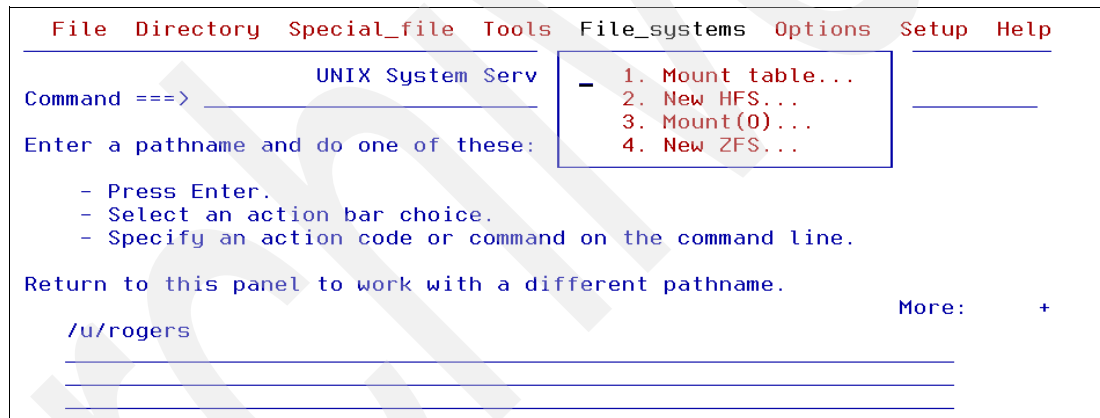 File Directory Special_file Tools File_systems Options Setup Help
UNIX System Serv
1. Mount table...
Command ===>
2. New HFS...
3. Mount(O)...
Enter a pathname and do one of these:
4. New ZFS...
- Press Enter.
- Select an action bar choice.
- Specify an action code or command on the command line.
Return to this panel to work with a different pathname.
More: +
/u/rogers